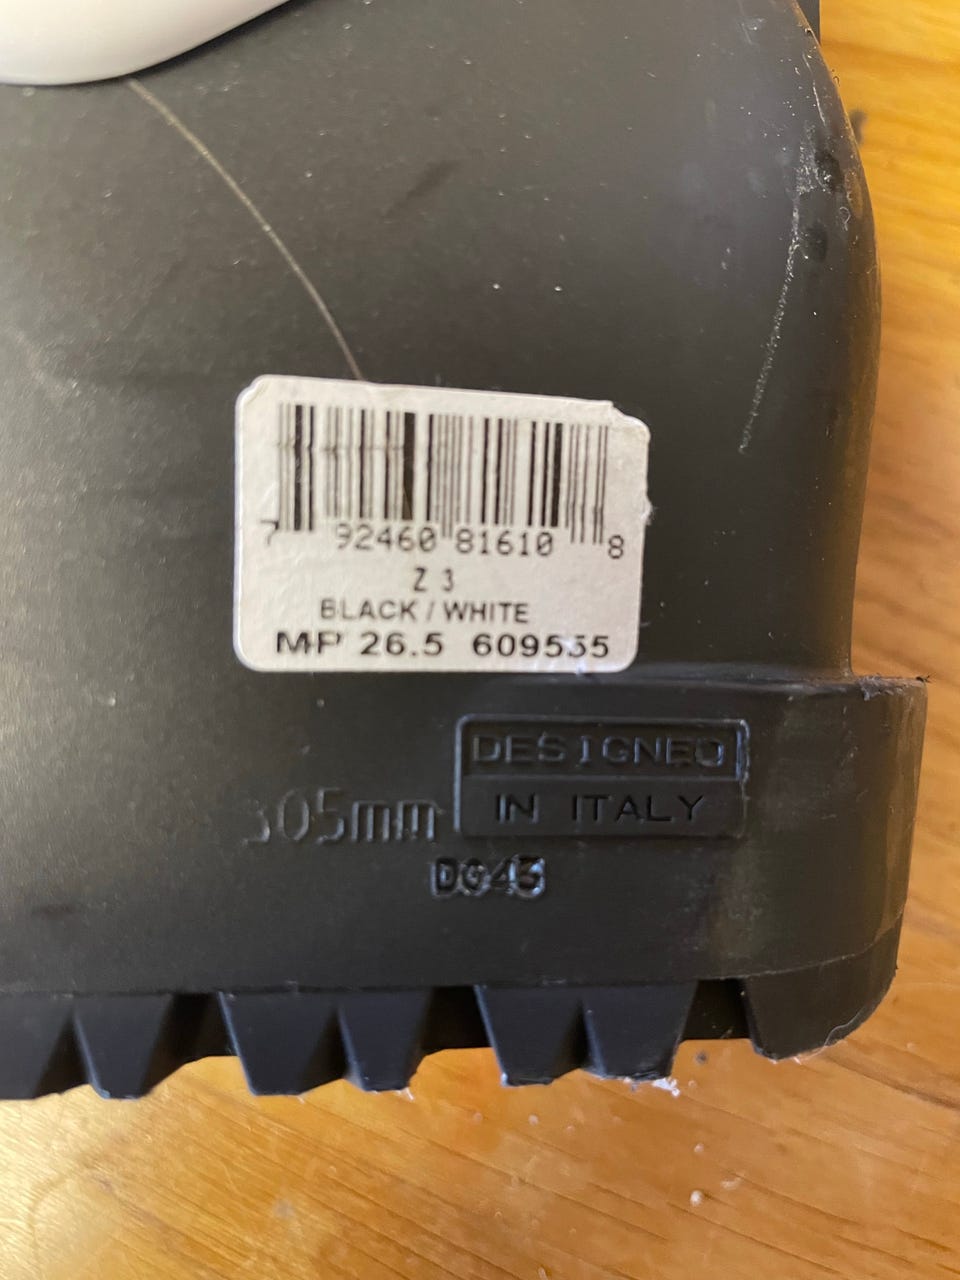 7 92460 81610 8
Z 3
BLACK / WHITE
MP 26.5 609535
DESIGNED
IN ITALY
305mm
DG43